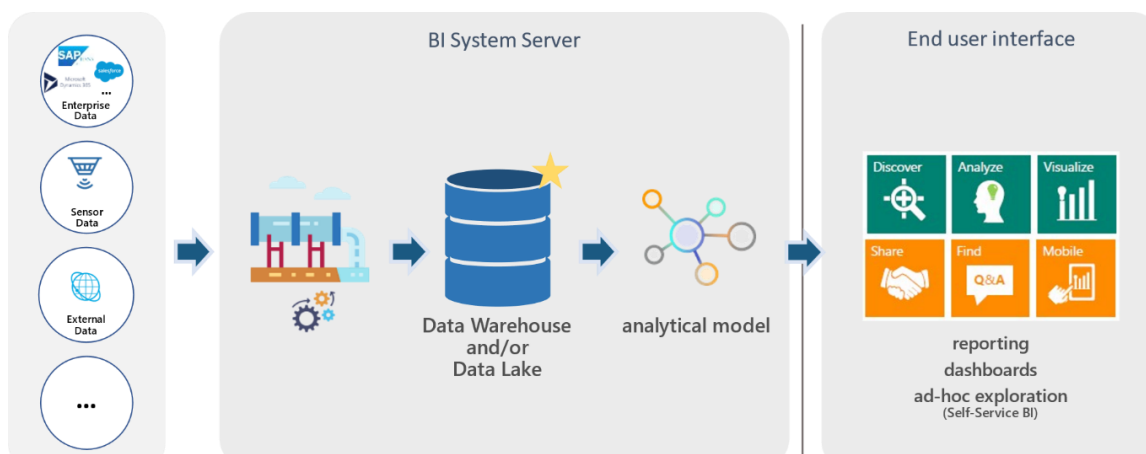 SAP
salesforce
Microsoft
Dynamics 365
...
Enterprise
Data
Sensor
Data
External
Data
...
BI System Server
Data Warehouse
and/or
Data Lake
analytical model
End user interface
Discover
Analyze
Visualize
Share
Find
Mobile
Q&A
reporting
dashboards
ad-hoc exploration
(Self-Service BI)